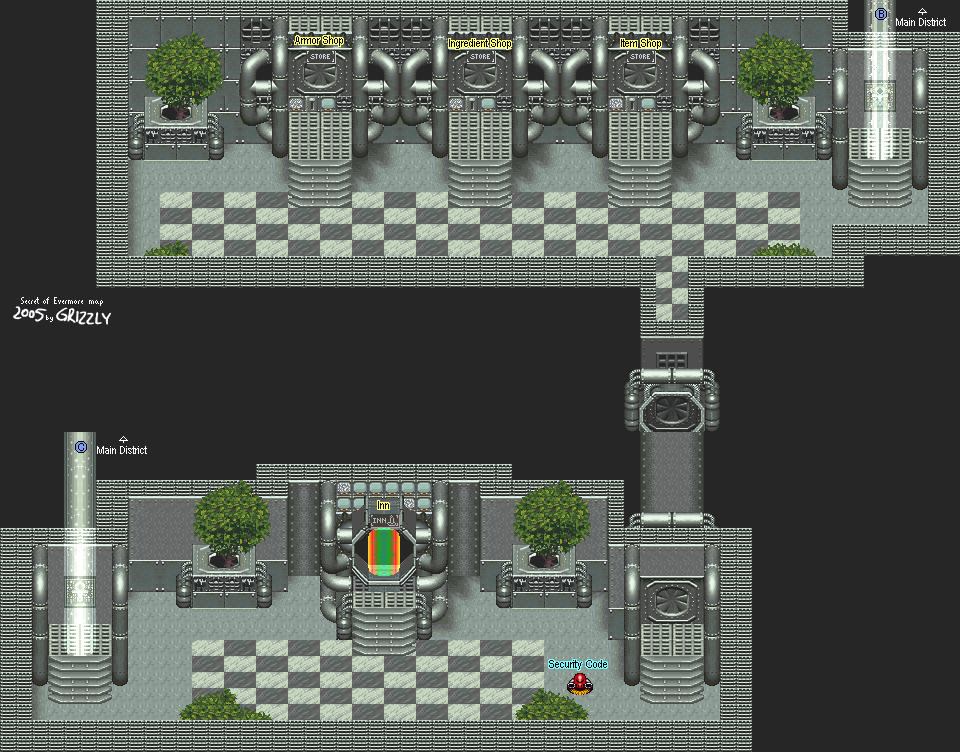 B
Main District
Armor Shop
Ingredient Shop
Item Shop
STORE
STORE
STORE
Secret of Evermore map
2005 by GRIZZLY
C
Main District
Inn
INN
Security Code